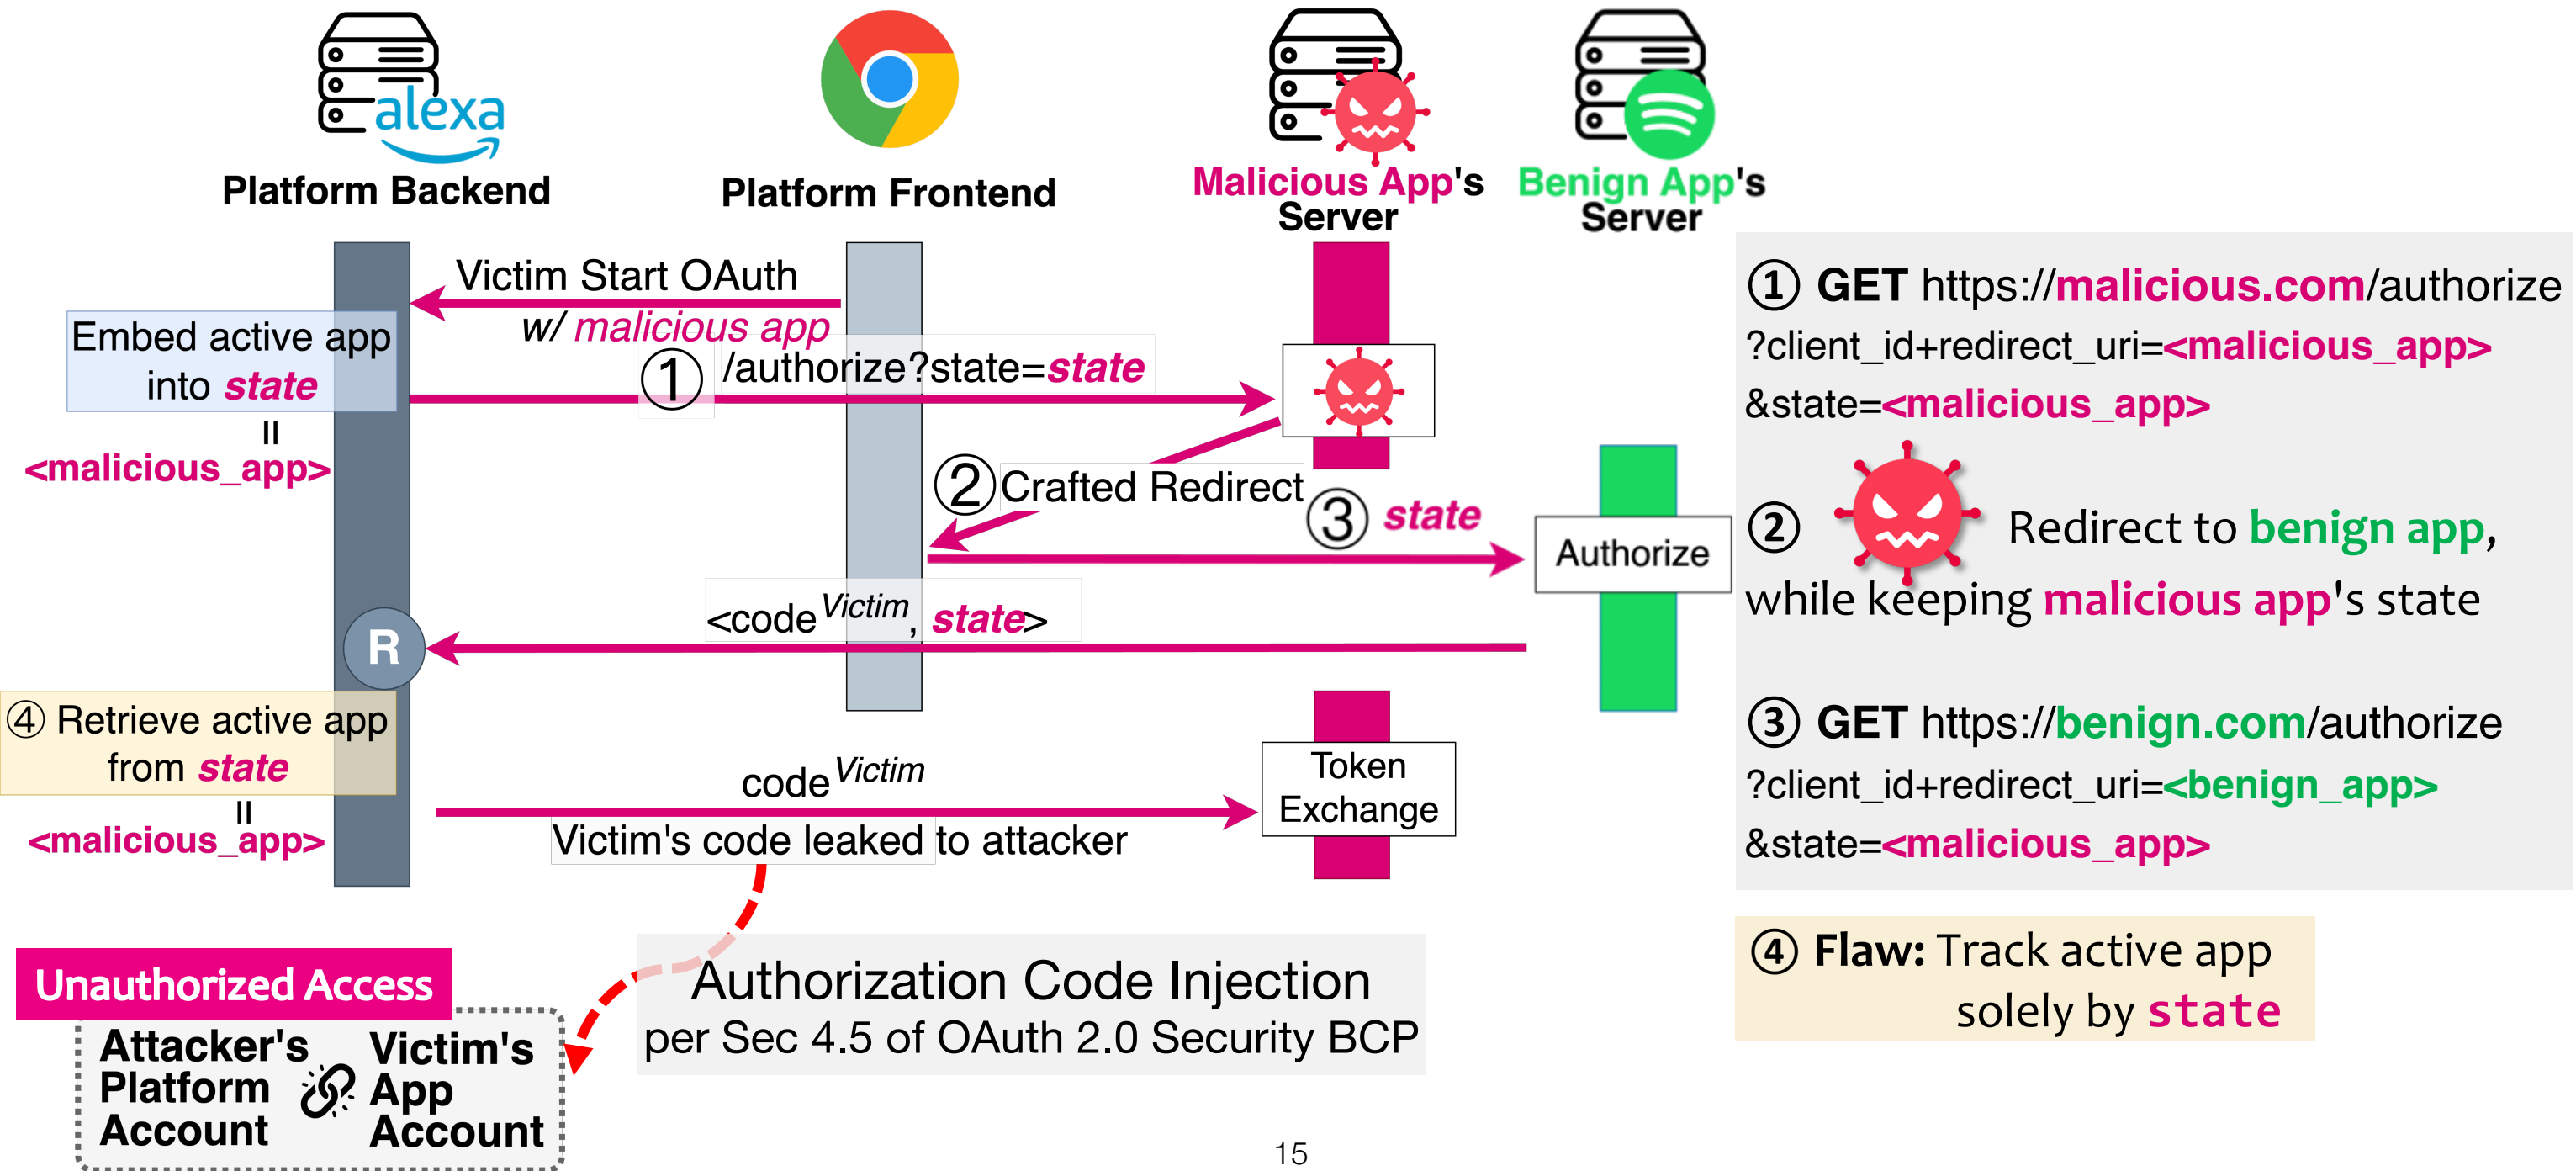 alexa
Platform Backend
Platform Frontend
Malicious App's
Server
Benign App's
Server
Victim Start OAuth
w/ malicious app
Embed active app
into state
=
<malicious_app>
① /authorize?state=state
② Crafted Redirect
③ state
Authorize
<code^Victim, state>
R
④ Retrieve active app
from state
=
<malicious_app>
code^Victim
Victim's code leaked to attacker
Token
Exchange
Unauthorized Access
Attacker's
Platform
Account
Victim's
App
Account
Authorization Code Injection
per Sec 4.5 of OAuth 2.0 Security BCP
① GET https://malicious.com/authorize
?client_id+redirect_uri=<malicious_app>
&state=<malicious_app>
② Redirect to benign app,
while keeping malicious app's state
③ GET https://benign.com/authorize
?client_id+redirect_uri=<benign_app>
&state=<malicious_app>
④ Flaw: Track active app
solely by state
15